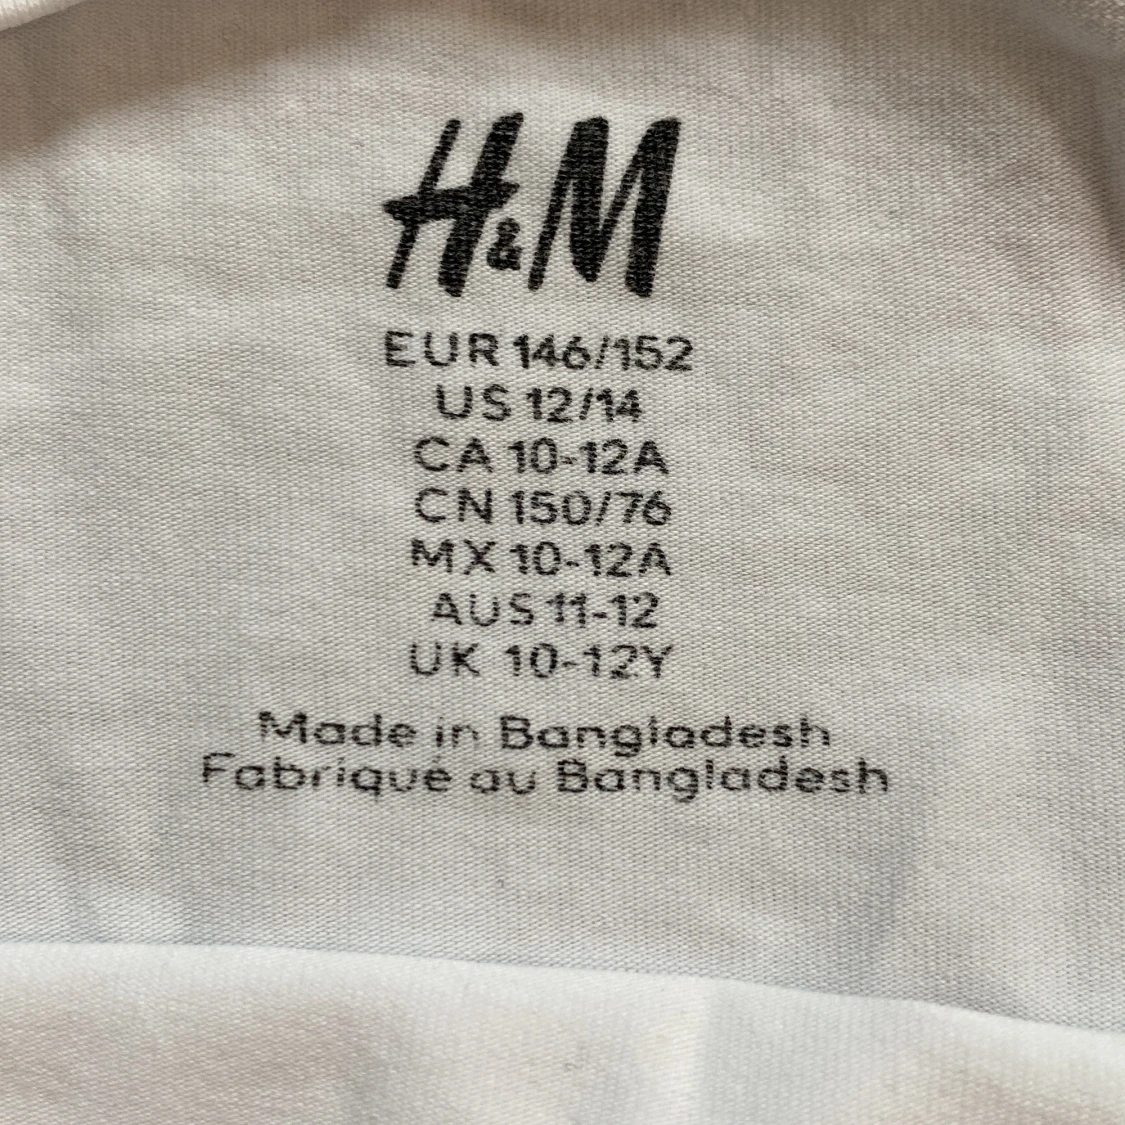 H&M
EUR 146/152
US 12/14
CA 10-12A
CN 150/76
MX 10-12A
AUS 11-12
UK 10-12Y
Made in Bangladesh
Fabriqué au Bangladesh